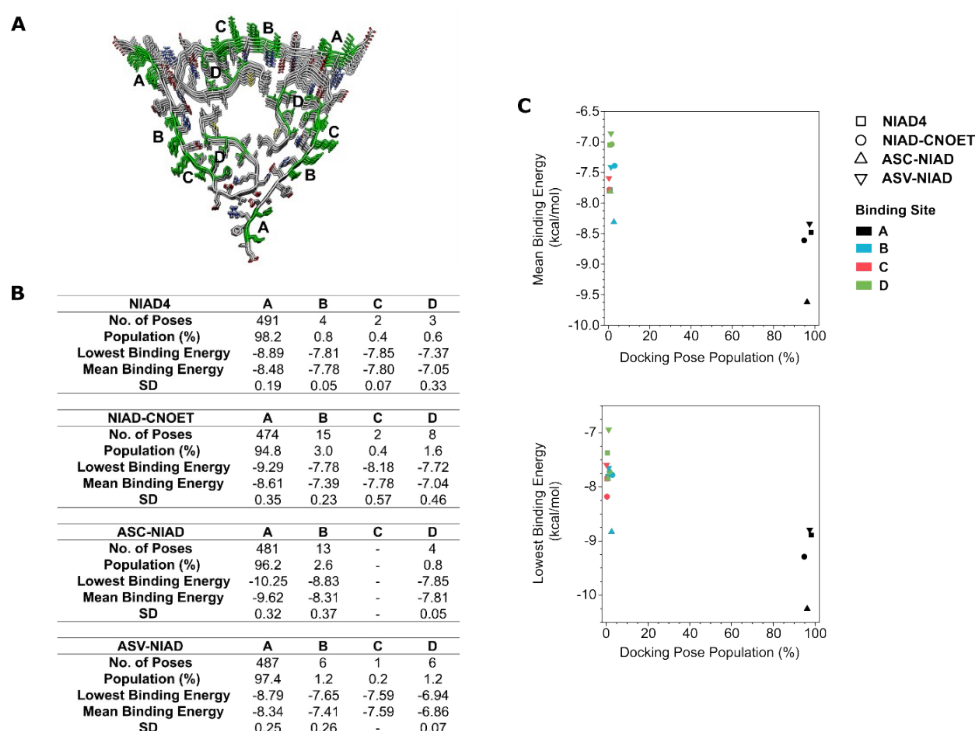 A
C
B
A
A
D
B
D
C
D
C
B
A
B
NIAD4 A B C D
No. of Poses 491 4 2 3
Population (%) 98.2 0.8 0.4 0.6
Lowest Binding Energy -8.89 -7.81 -7.85 -7.37
Mean Binding Energy -8.48 -7.78 -7.80 -7.05
SD 0.19 0.05 0.07 0.33
NIAD-CNOET A B C D
No. of Poses 474 15 2 8
Population (%) 94.8 3.0 0.4 1.6
Lowest Binding Energy -9.29 -7.78 -8.18 -7.72
Mean Binding Energy -8.61 -7.39 -7.78 -7.04
SD 0.35 0.23 0.57 0.46
ASC-NIAD A B C D
No. of Poses 481 13 - 4
Population (%) 96.2 2.6 - 0.8
Lowest Binding Energy -10.25 -8.83 - -7.85
Mean Binding Energy -9.62 -8.31 - -7.81
SD 0.32 0.37 - 0.05
ASV-NIAD A B C D
No. of Poses 487 6 1 6
Population (%) 97.4 1.2 0.2 1.2
Lowest Binding Energy -8.79 -7.65 -7.59 -6.94
Mean Binding Energy -8.34 -7.41 -7.59 -6.86
SD 0.25 0.26 - 0.07
C
Mean Binding Energy
(kcal/mol)
-6.5
-7.0
-7.5
-8.0
-8.5
-9.0
-9.5
-10.0
0 20 40 60 80 100
Docking Pose Population (%)
NIAD4
NIAD-CNOET
ASC-NIAD
ASV-NIAD
Binding Site
A
B
C
D
Lowest Binding Energy
(kcal/mol)
-7
-8
-9
-10
0 20 40 60 80 100
Docking Pose Population (%)